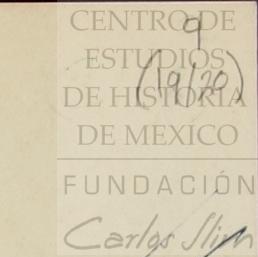 CENTRO DE
9
ESTUDIOS
(19/20)
DE HISTORIA
DE MEXICO
FUNDACIÓN
Carlos Slim